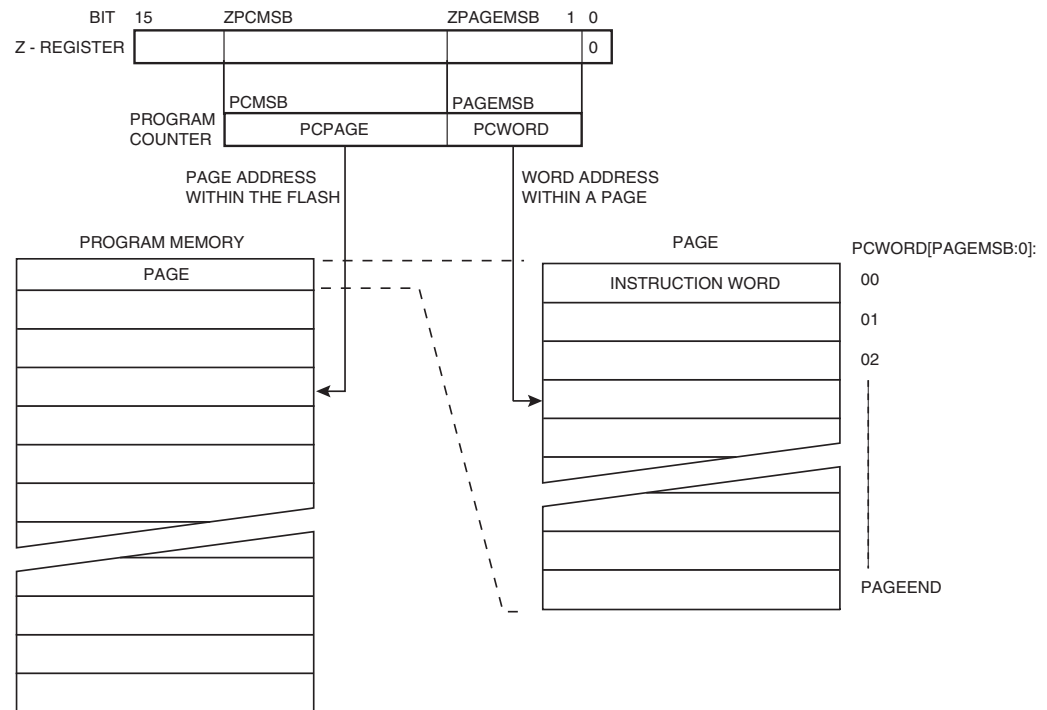 BIT 15 ZPCMSB ZPAGEMSB 1 0
Z - REGISTER 0
PCMSB PAGEMSB
PROGRAM
COUNTER
PCPAGE PCWORD
PAGE ADDRESS
WITHIN THE FLASH
WORD ADDRESS
WITHIN A PAGE
PROGRAM MEMORY
PAGE
PAGE
INSTRUCTION WORD
PCWORD[PAGEMSB:0]:
00
01
02
PAGEEND